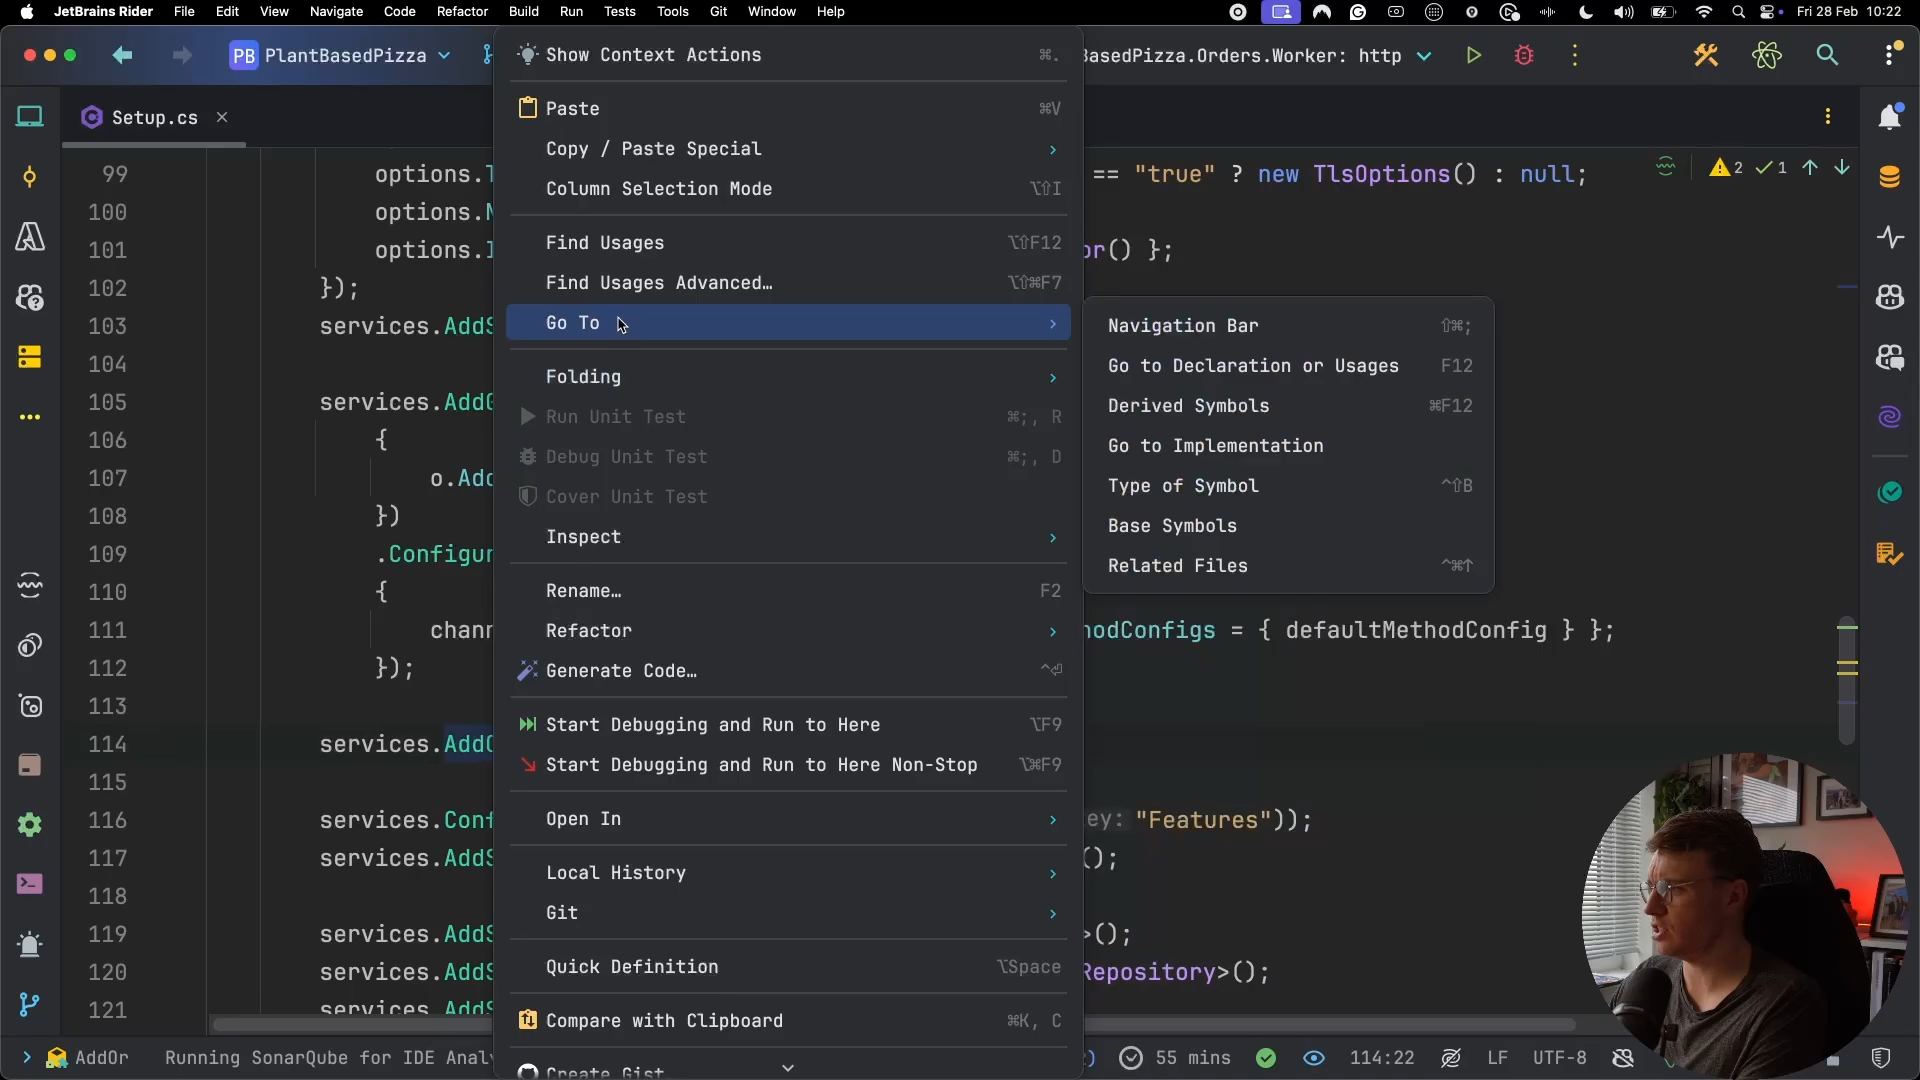 JetBrains Rider File Edit View Navigate Code Refactor Build Run Tests Tools Git Window Help Fri 28 Feb 10:22
PB PlantBasedPizza
BasedPizza.Orders.Worker: http
Setup.cs
Show Context Actions ⌘.
Paste ⌘V
Copy / Paste Special
Column Selection Mode ⌥⇧I
Find Usages ⌥⇧F12
Find Usages Advanced… ⌥⇧⌘F7
Go To
Folding
Run Unit Test ⌘;, R
Debug Unit Test ⌘;, D
Cover Unit Test
Inspect
Rename… F2
Refactor
Generate Code… ^⏎
Start Debugging and Run to Here ⌥F9
Start Debugging and Run to Here Non-Stop ⌥⌘F9
Open In
Local History
Git
Quick Definition ⌥Space
Compare with Clipboard ⌘K, C
Create Gist…
Navigation Bar ⇧⌘;
Go to Declaration or Usages F12
Derived Symbols ⌘F12
Go to Implementation
Type of Symbol ^⇧B
Base Symbols
Related Files ^⌘↑
2 1
99 options. == "true" ? new TlsOptions() : null;
100 options.
101 options. or() };
102 });
103 services.AddS
104
105 services.Add
106 {
107 o.Add
108 })
109 .Configur
110 {
111 chann odConfigs = { defaultMethodConfig } };
112 });
113
114 services.Add
115
116 services.Conf ey: "Features"));
117 services.AddS ();
118
119 services.AddS >();
120 services.AddS Repository>();
121 services.AddS
AddOr Running SonarQube for IDE Analy 55 mins 114:22 LF UTF-8